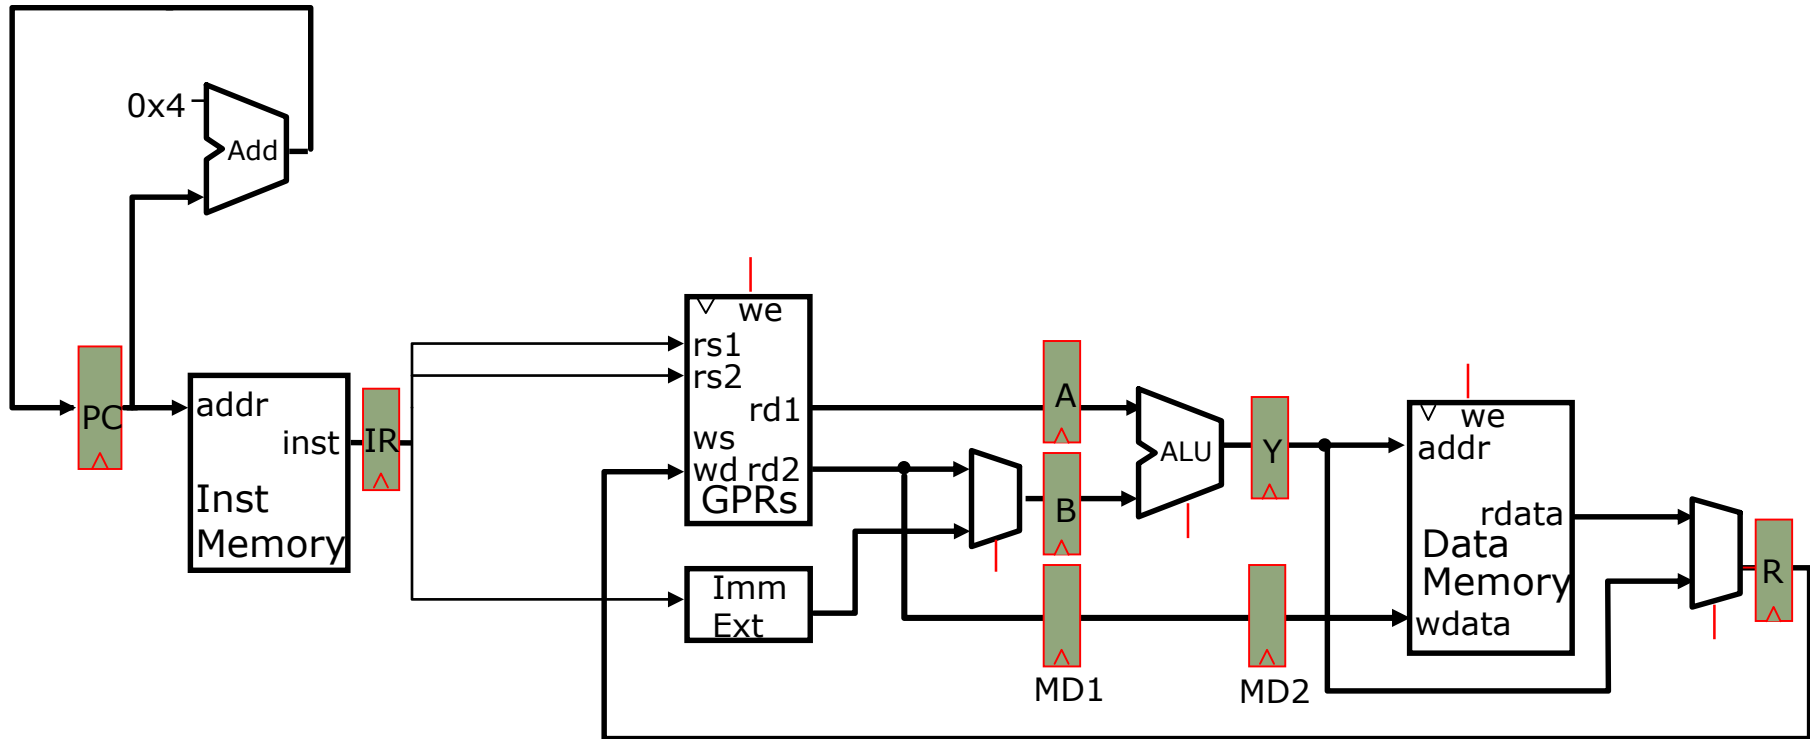 0x4
Add
PC
addr
inst
Inst
Memory
IR
we
rs1
rs2
rd1
ws
wd rd2
GPRs
Imm
Ext
A
B
MD1
ALU
Y
MD2
we
addr
rdata
Data
Memory
wdata
R